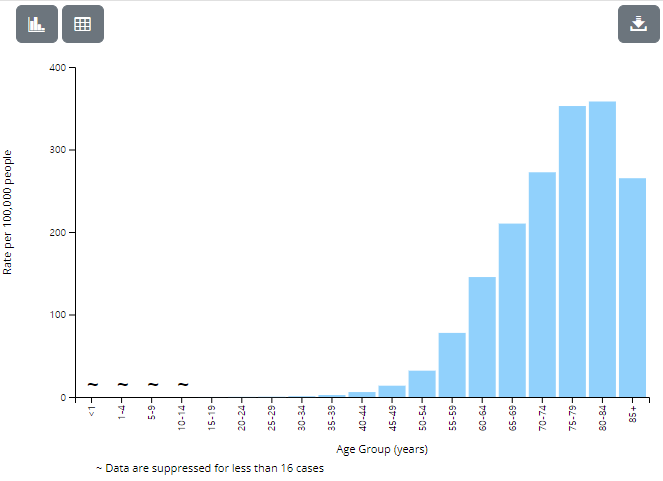 400
300
200
100
0
Rate per 100,000 people
~ ~ ~ ~
<1 1-4 5-9 10-14 15-19 20-24 25-29 30-34 35-39 40-44 45-49 50-54 55-59 60-64 65-69 70-74 75-79 80-84 85+
Age Group (years)
~ Data are suppressed for less than 16 cases